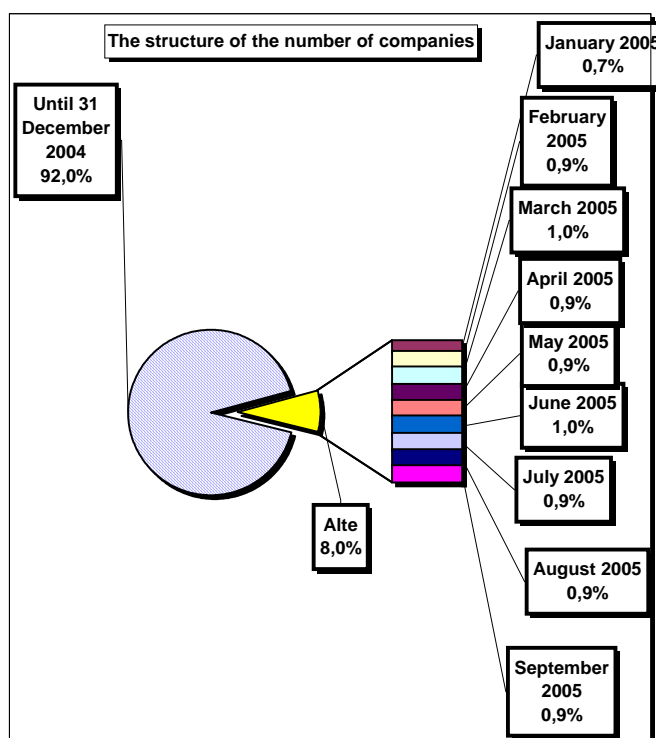 The structure of the number of companies
January 2005
0,7%
Until 31
December
2004
92,0%
February
2005
0,9%
March 2005
1,0%
April 2005
0,9%
May 2005
0,9%
June 2005
1,0%
July 2005
0,9%
Alte
8,0%
August 2005
0,9%
September
2005
0,9%